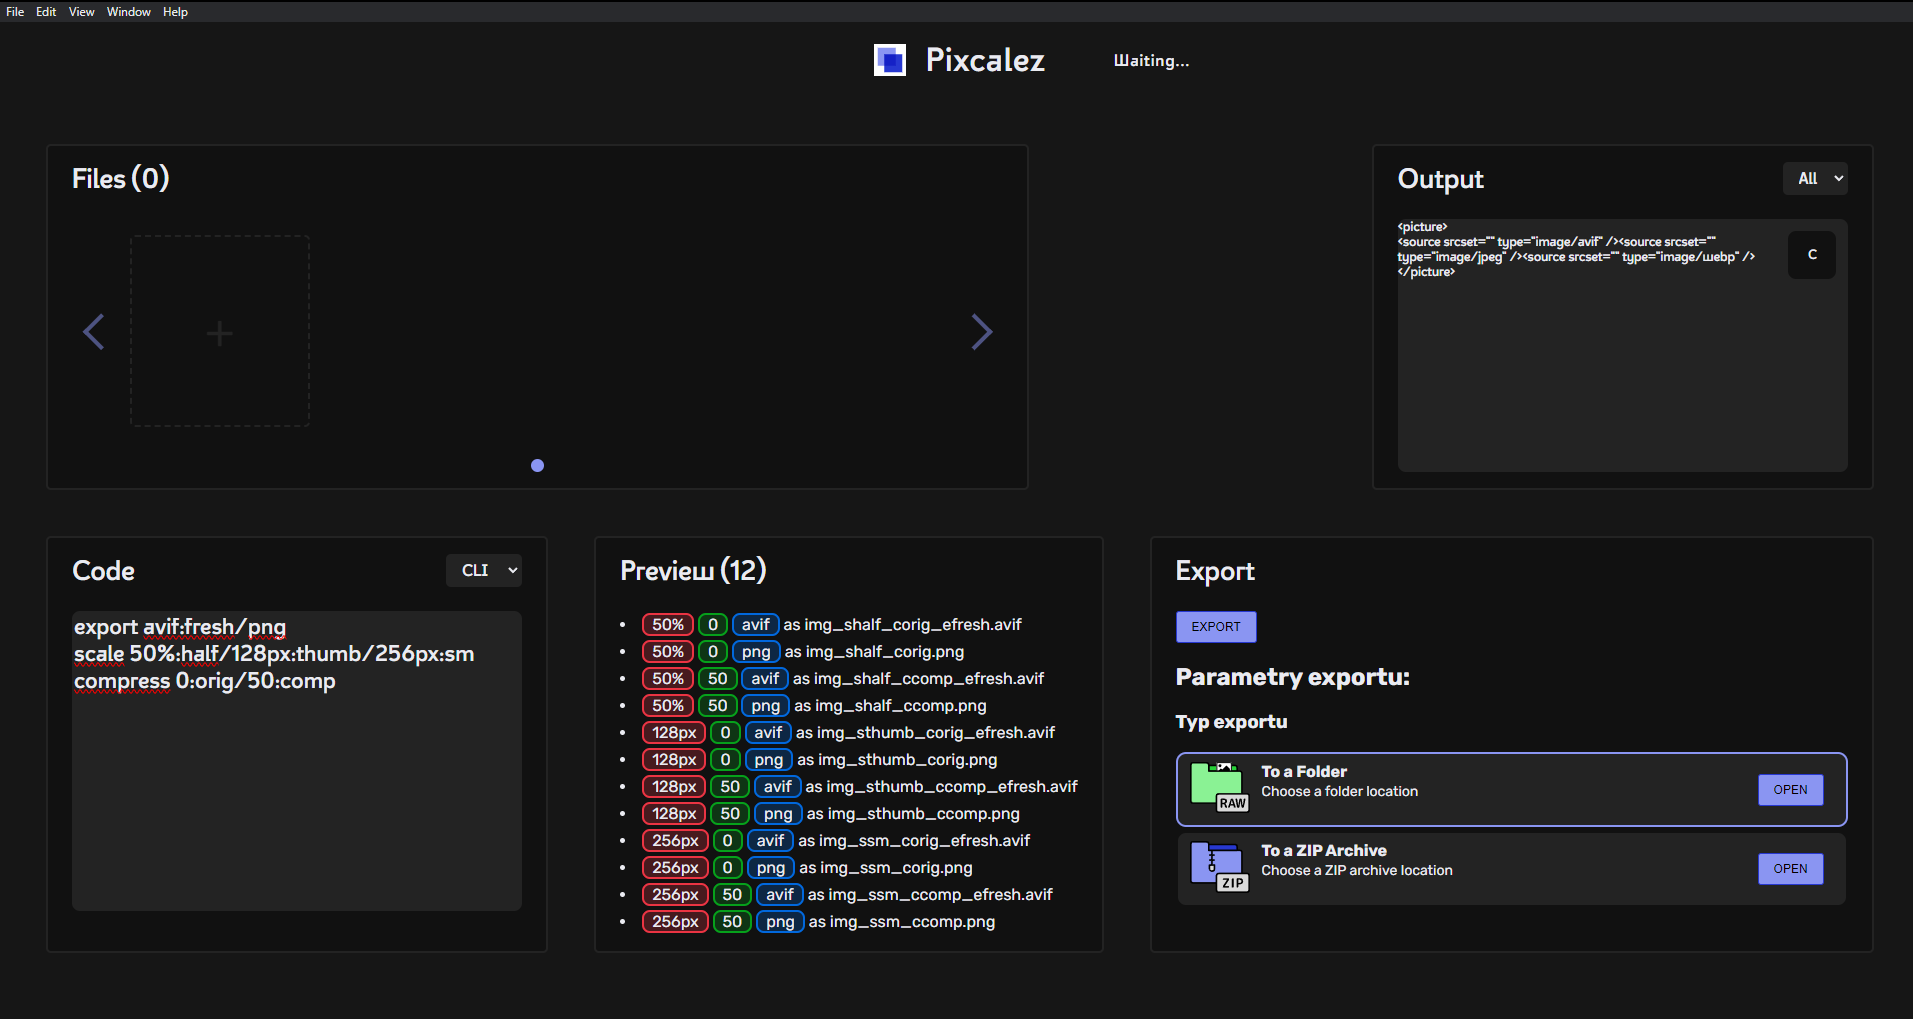 File Edit View Window Help
Pixcalez
Waiting...
Files (0)
+
Output
All
<picture>
<source srcset="" type="image/avif" /><source srcset=""
type="image/jpeg" /><source srcset="" type="image/webp" />
</picture>
C
Code
CLI
export avif:fresh/png
scale 50%:half/128px:thumb/256px:sm
compress 0:orig/50:comp
Preview (12)
• 50% 0 avif as img_shalf_corig_efresh.avif
• 50% 0 png as img_shalf_corig.png
• 50% 50 avif as img_shalf_ccomp_efresh.avif
• 50% 50 png as img_shalf_ccomp.png
• 128px 0 avif as img_sthumb_corig_efresh.avif
• 128px 0 png as img_sthumb_corig.png
• 128px 50 avif as img_sthumb_ccomp_efresh.avif
• 128px 50 png as img_sthumb_ccomp.png
• 256px 0 avif as img_ssm_corig_efresh.avif
• 256px 0 png as img_ssm_corig.png
• 256px 50 avif as img_ssm_ccomp_efresh.avif
• 256px 50 png as img_ssm_ccomp.png
Export
EXPORT
Parametry exportu:
Typ exportu
RAW
To a Folder
Choose a folder location
OPEN
ZIP
To a ZIP Archive
Choose a ZIP archive location
OPEN